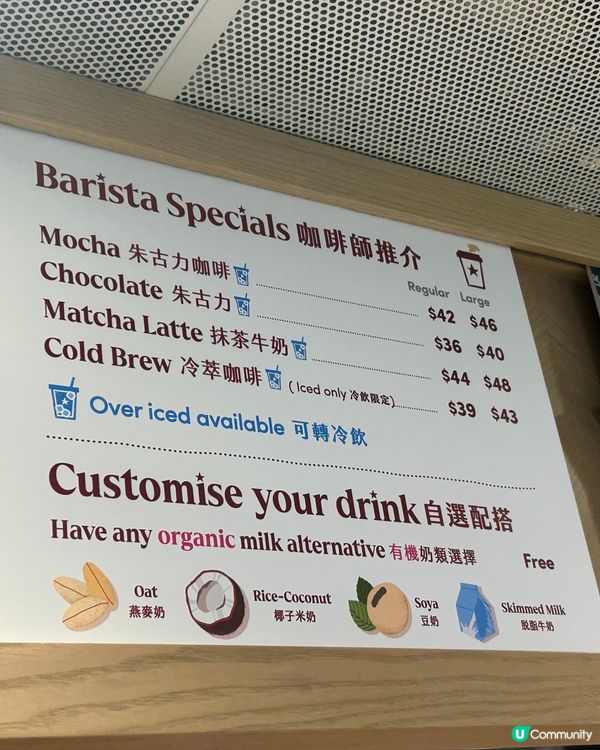 Barista Specials 咖啡師推介
Regular Large
Mocha 朱古力咖啡 $42 $46
Chocolate 朱古力 $36 $40
Matcha Latte 抹茶牛奶 $44 $48
Cold Brew 冷萃咖啡 (Iced only 冷飲限定) $39 $43
Over iced available 可轉冷飲
Customise your drink 自選配搭
Have any organic milk alternative 有機奶類選擇 Free
Oat
燕麥奶
Rice-Coconut
椰子米奶
Soya
豆奶
Skimmed Milk
脱脂牛奶
U Community